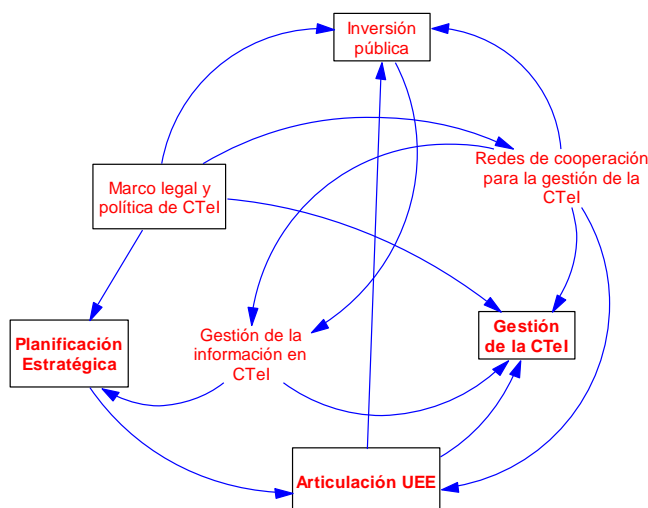 Inversión
pública
Redes de cooperación
para la gestión de la
CTeI
Marco legal y
política de CTeI
Planificación
Estratégica
Gestión de la
información en
CTeI
Gestión
de la CTeI
Articulación UEE